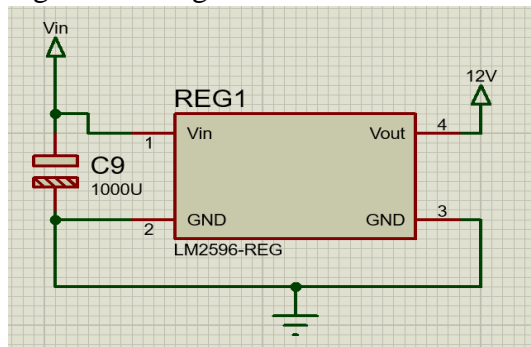 Vin
12V
REG1
Vin
Vout
1
4
C9
1000U
GND
GND
2
3
LM2596-REG